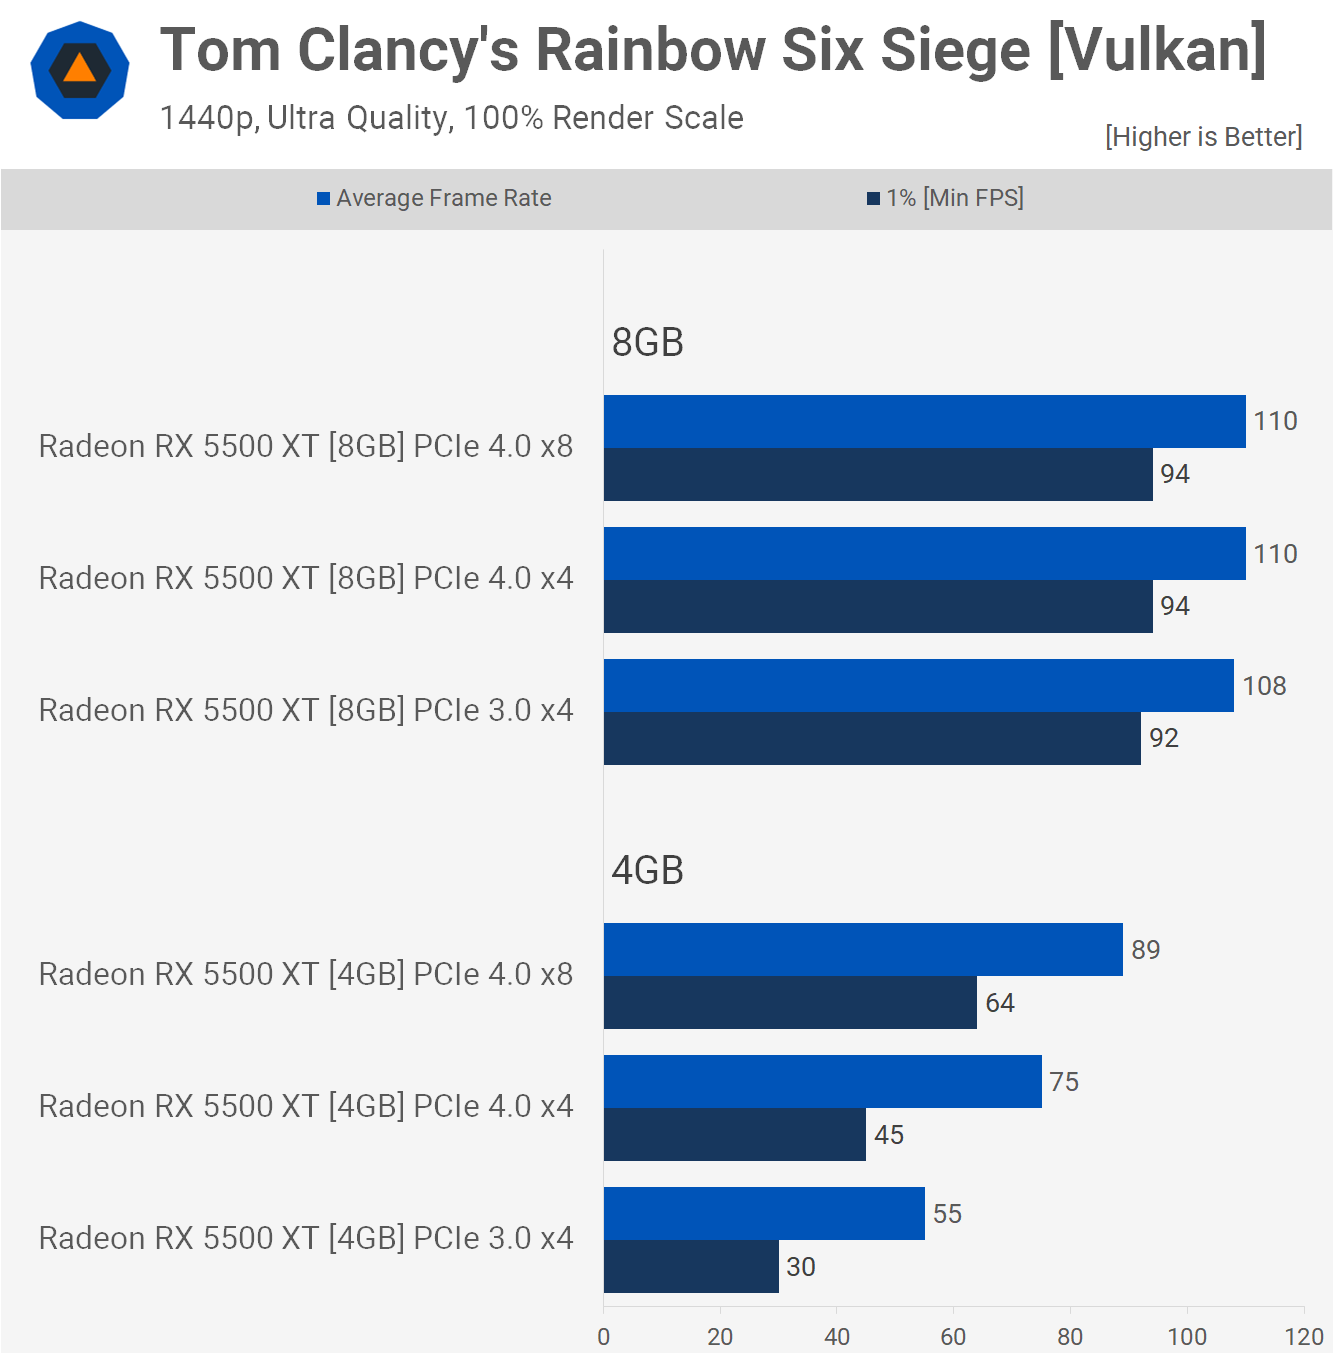 Tom Clancy's Rainbow Six Siege [Vulkan]
1440p, Ultra Quality, 100% Render Scale
[Higher is Better]
Average Frame Rate
1% [Min FPS]
8GB
Radeon RX 5500 XT [8GB] PCIe 4.0 x8
110
94
Radeon RX 5500 XT [8GB] PCIe 4.0 x4
110
94
Radeon RX 5500 XT [8GB] PCIe 3.0 x4
108
92
4GB
Radeon RX 5500 XT [4GB] PCIe 4.0 x8
89
64
Radeon RX 5500 XT [4GB] PCIe 4.0 x4
75
45
Radeon RX 5500 XT [4GB] PCIe 3.0 x4
55
30
0 20 40 60 80 100 120